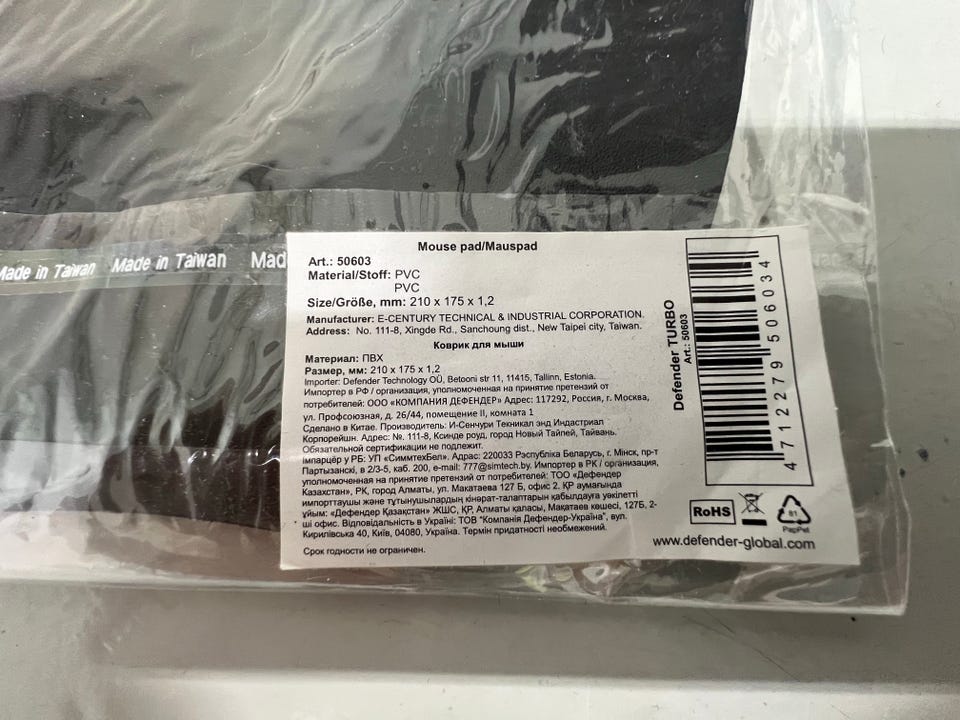 Made in Taiwan Made in Taiwan Mad
Mouse pad/Mauspad
Art.: 50603
Material/Stoff: PVC
PVC
Size/Größe, mm: 210 x 175 x 1,2
Manufacturer: E-CENTURY TECHNICAL & INDUSTRIAL CORPORATION.
Address: No. 111-8, Xingde Rd., Sanchoung dist., New Taipei city, Taiwan.
Коврик для мыши
Материал: ПВХ
Размер, мм: 210 x 175 x 1,2
Importer: Defender Technology OÜ, Betooni str 11, 11415, Tallinn, Estonia.
Импортер в РФ / организация, уполномоченная на принятие претензий от
потребителей: ООО «КОМПАНИЯ ДЕФЕНДЕР» Адрес: 117292, Россия, г. Москва,
ул. Профсоюзная, д. 26/44, помещение II, комната 1
Сделано в Китае. Производитель: И-Сенчури Текникал энд Индастриал
Корпорейшн. Адрес: №. 111-8, Ксинде роуд, город Новый Тайпей, Тайвань.
Обязательной сертификации не подлежит.
Імпарцёр у РБ: УП «СиммтехБел» Адрас: 220033 Рэспубліка Беларусь, г. Мінск, пр-т
Партызанскі, в 2/3-5, каб. 200, e-mail: 777@simtech.by. Импортер в РК / организация,
уполномоченная на принятие претензий от потребителей: ТОО «Дефендер
Казахстан», РК, город Алматы, ул. Макатаева 127 Б, офис 2. ҚР аумағында
импорттаушы және тұтынушылардың кінәрат-талаптарын қабылдауға уәкілетті
ұйым: «Дефендер Қазақстан» ЖШС, ҚР, Алматы қаласы, Мақатаев көшесі, 127Б, 2-
ші офис. Відповідальність в Україні: ТОВ "Компанія Дефендер-Україна", вул.
Кирилівська 40, Київ, 04080, Україна. Термін придатності необмежений.
Срок годности не ограничен.
Defender TURBO
Art.: 50603
4 712279 506034
RoHS
81
PapPet
www.defender-global.com